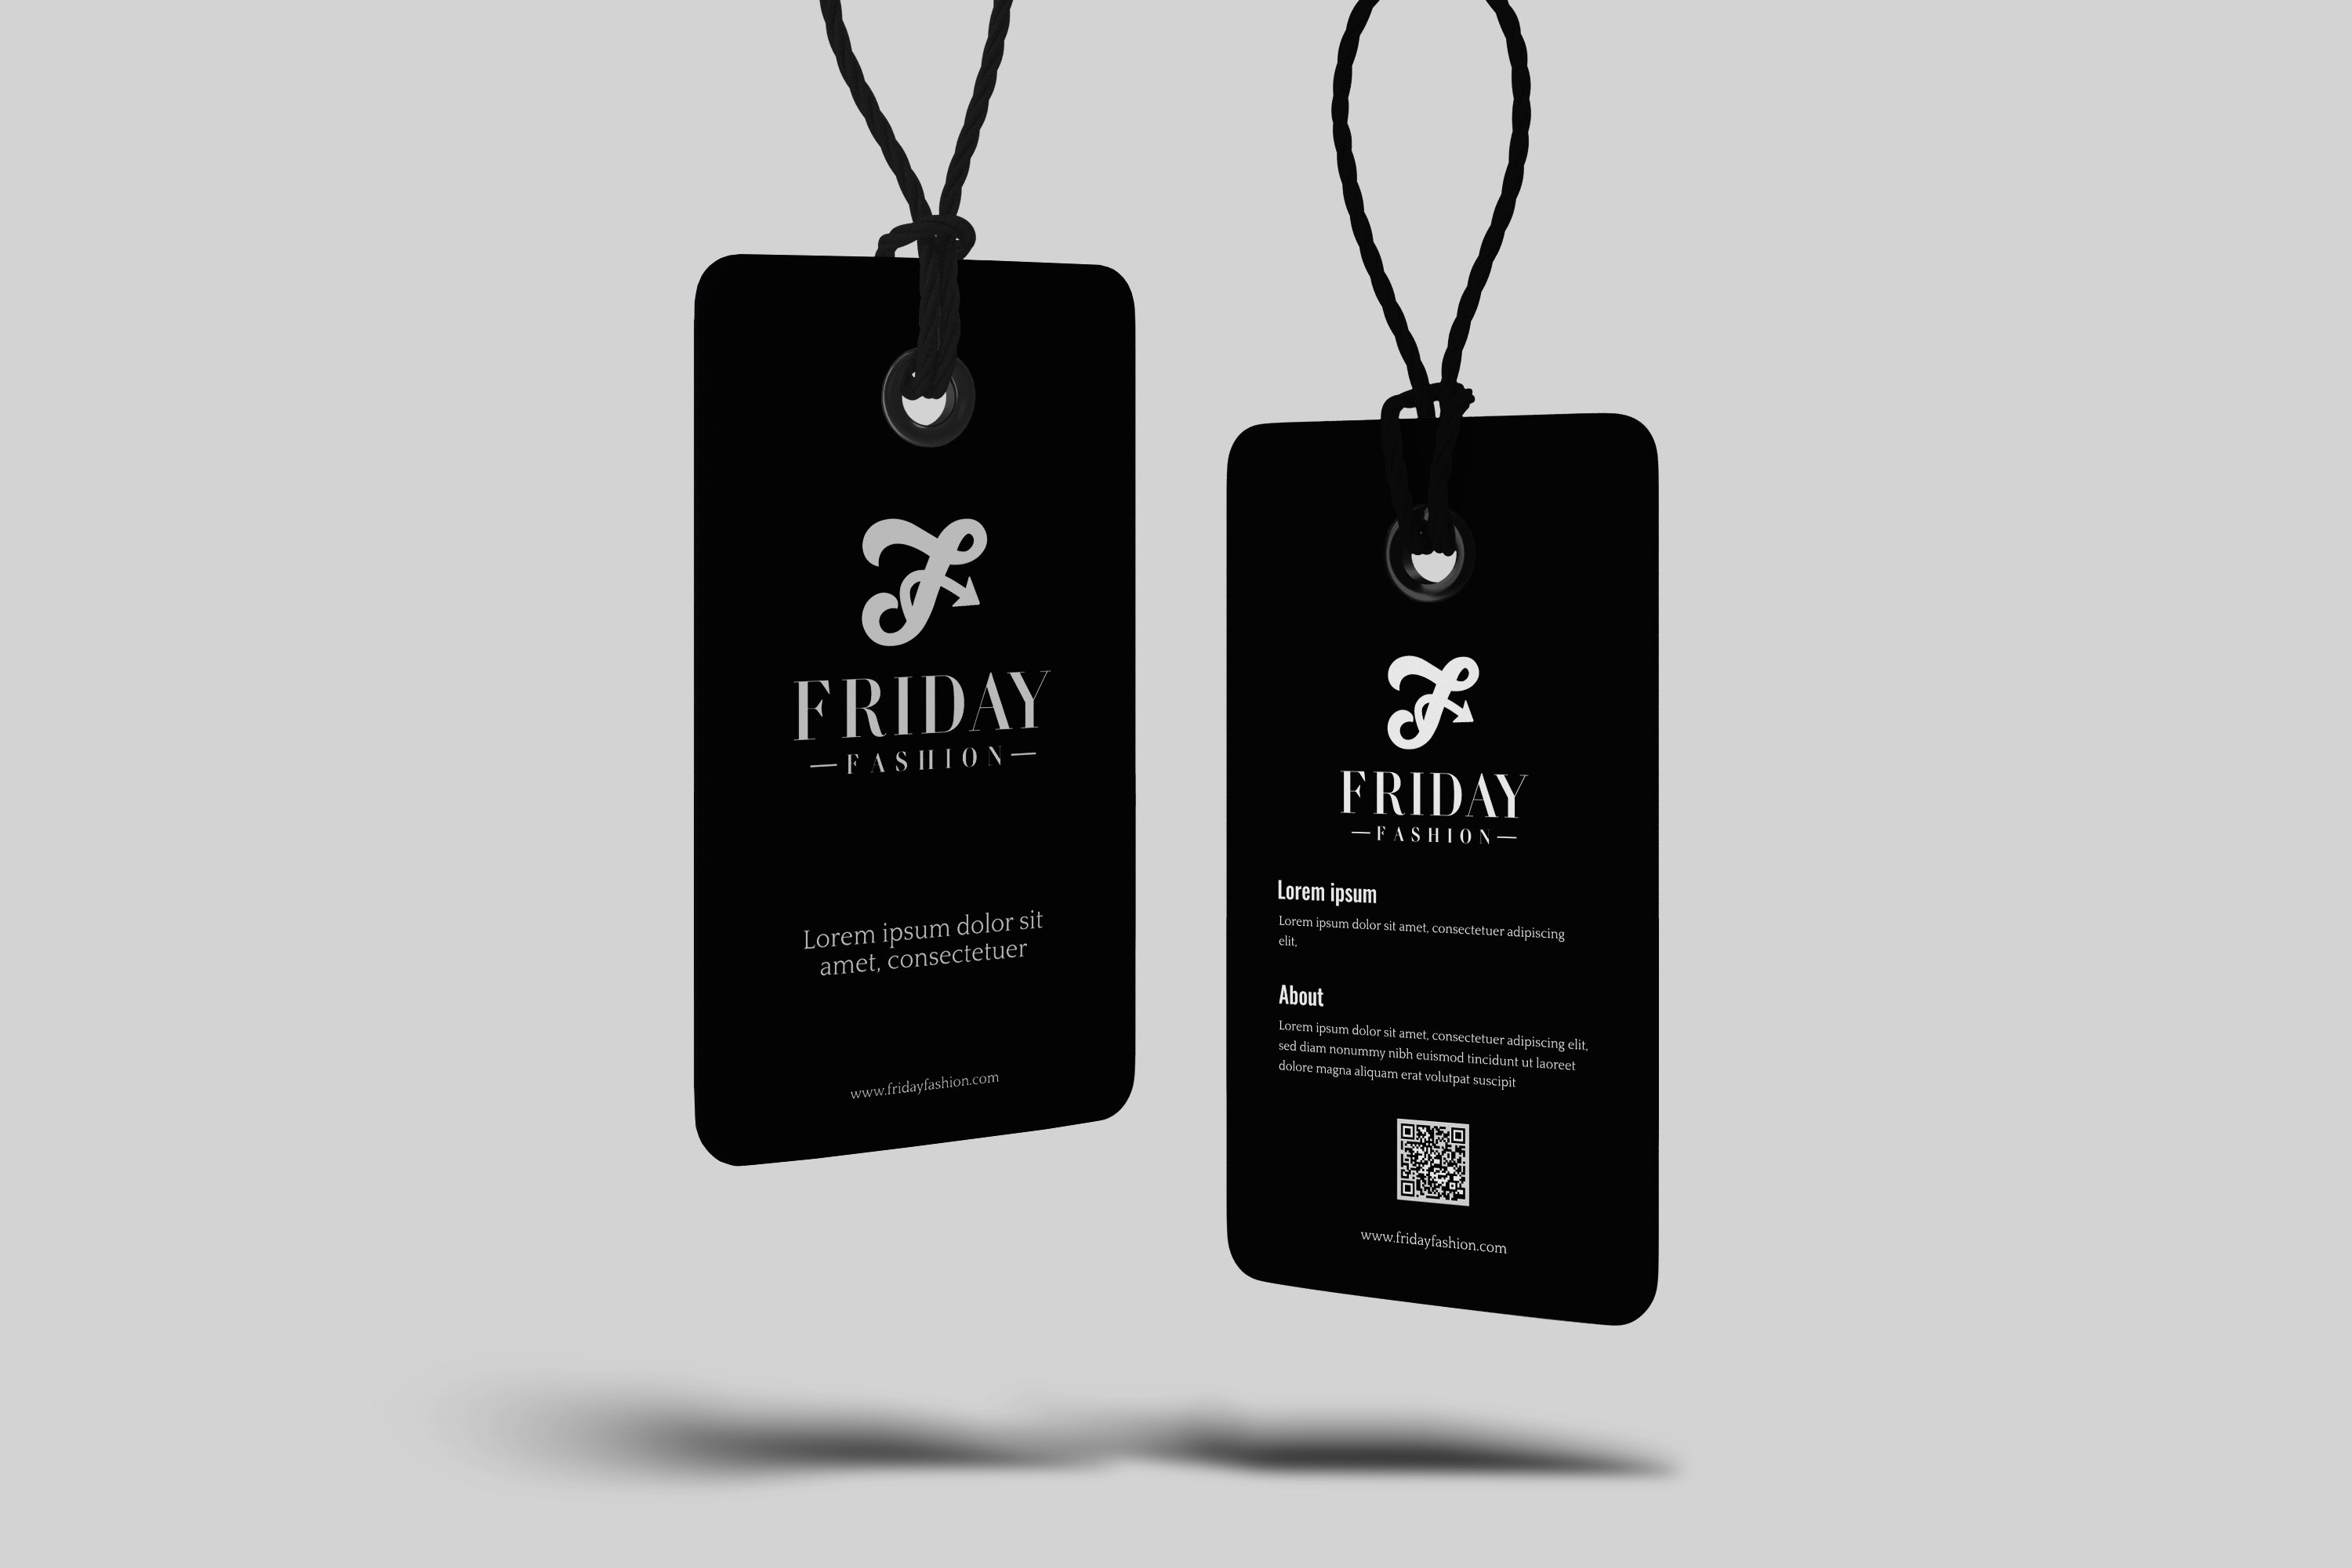 FRIDAY
FASHION
Lorem ipsum dolor sit
amet, consectetuer
www.fridayfashion.com
FRIDAY
FASHION
Lorem ipsum
Lorem ipsum dolor sit amet, consectetuer adipiscing
elit,
About
Lorem ipsum dolor sit amet, consectetuer adipiscing elit,
sed diam nonummy nibh euismod tincidunt ut laoreet
dolore magna aliquam erat volutpat suscipit
www.fridayfashion.com